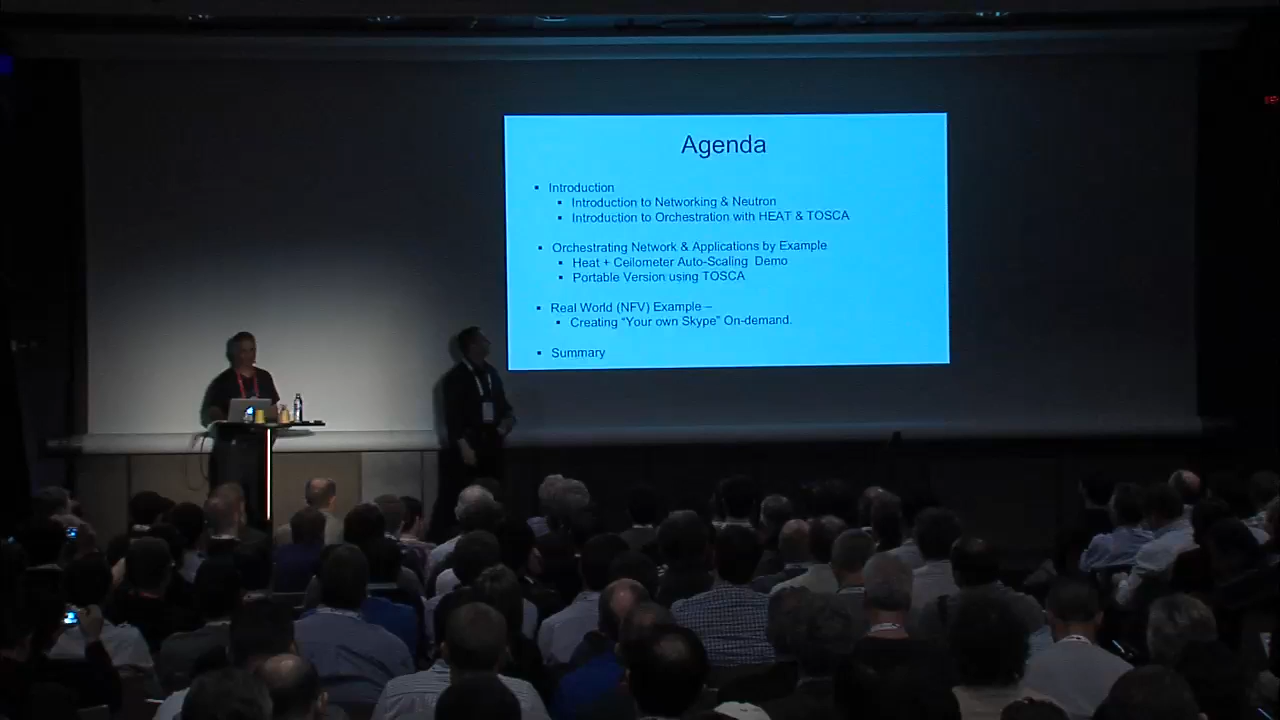 Agenda
▪ Introduction
▪ Introduction to Networking & Neutron
▪ Introduction to Orchestration with HEAT & TOSCA
▪ Orchestrating Network & Applications by Example
▪ Heat + Ceilometer Auto-Scaling Demo
▪ Portable Version using TOSCA
▪ Real World (NFV) Example –
▪ Creating “Your own Skype” On-demand.
▪ Summary